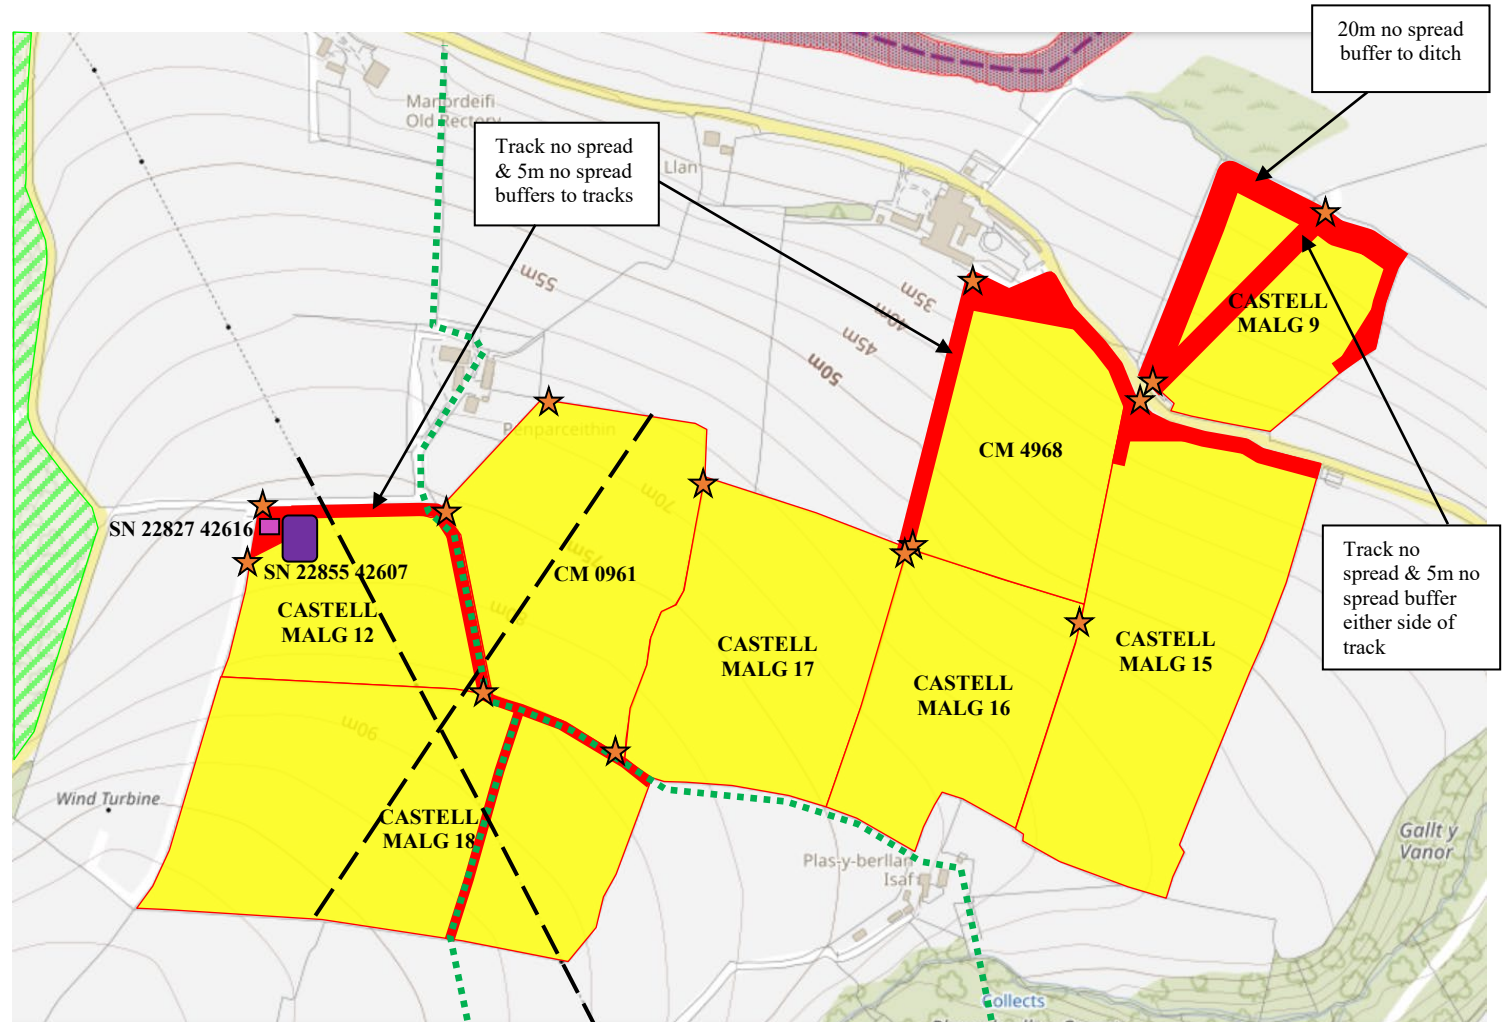 20m no spread
buffer to ditch
Manordeifi
Old Rectory
Track no spread
& 5m no spread
buffers to tracks
Llan
55m
35m
40m
45m
50m
CASTELL
MALG 9
Penparceithin
CM 4968
70m
SN 22827 42616
SN 22855 42607
75m
CM 0961
80m
CASTELL
MALG 12
CASTELL
MALG 17
CASTELL
MALG 16
CASTELL
MALG 15
Track no
spread & 5m no
spread buffer
either side of
track
90m
Wind Turbine
CASTELL
MALG 18
Plas-y-berllan
Isaf
Gallt y
Vanor
Collects